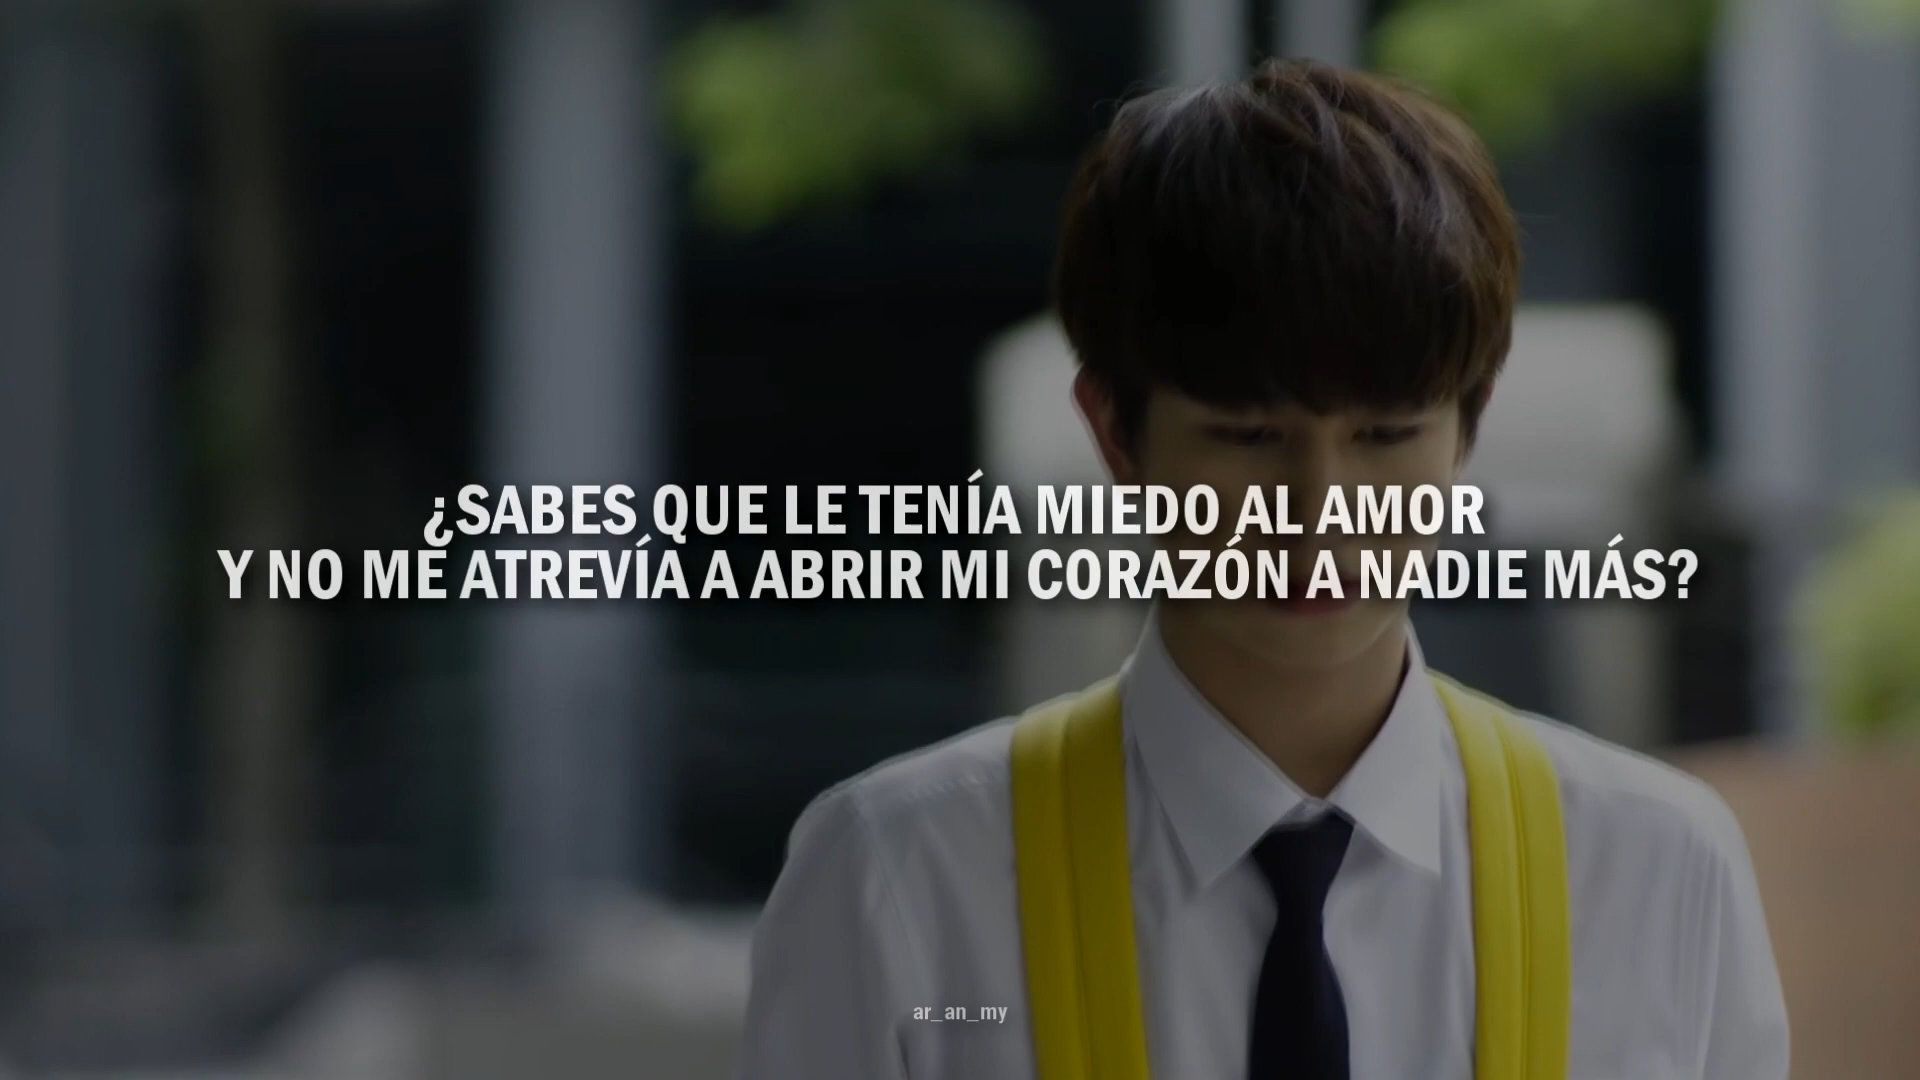 ¿SABES QUE LE TENÍA MIEDO AL AMOR
Y NO ME ATREVÍA A ABRIR MI CORAZÓN A NADIE MÁS?
ar_an_my